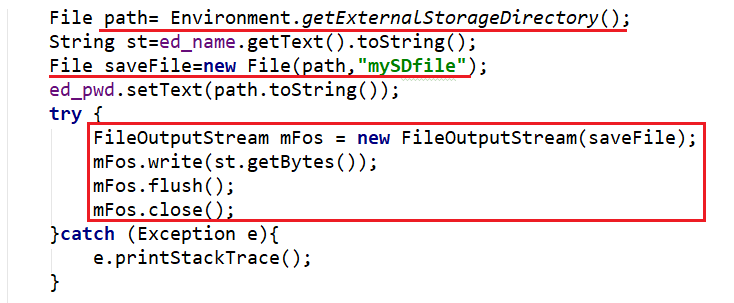 File path= Environment.getExternalStorageDirectory();
String st=ed_name.getText().toString();
File saveFile=new File(path,"mySDfile");
ed_pwd.setText(path.toString());
try {
FileOutputStream mFos = new FileOutputStream(saveFile);
mFos.write(st.getBytes());
mFos.flush();
mFos.close();
}catch (Exception e){
e.printStackTrace();
}